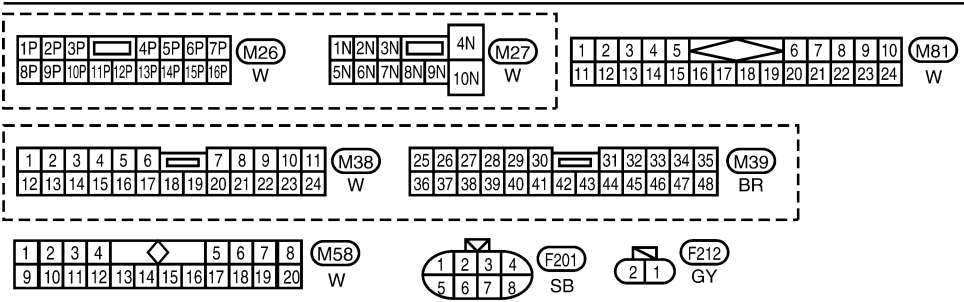 1P 2P 3P 4P 5P 6P 7P
8P 9P 10P 11P 12P 13P 14P 15P 16P
M26
W
1N 2N 3N 4N
5N 6N 7N 8N 9N 10N
M27
W
1 2 3 4 5 6 7 8 9 10
11 12 13 14 15 16 17 18 19 20 21 22 23 24
M81
W
1 2 3 4 5 6 7 8 9 10 11
12 13 14 15 16 17 18 19 20 21 22 23 24
M38
W
25 26 27 28 29 30 31 32 33 34 35
36 37 38 39 40 41 42 43 44 45 46 47 48
M39
BR
1 2 3 4 5 6 7 8
9 10 11 12 13 14 15 16 17 18 19 20
M58
W
1 2 3 4
5 6 7 8
F201
SB
2 1
F212
GY